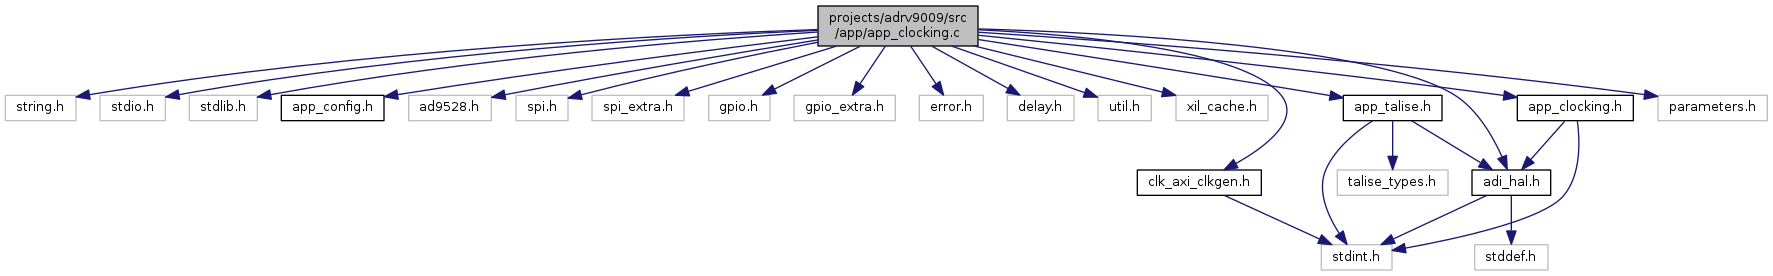 projects/adrv9009/src
/app/app_clocking.c
string.h
stdio.h
stdlib.h
app_config.h
ad9528.h
spi.h
spi_extra.h
gpio.h
gpio_extra.h
error.h
delay.h
util.h
xil_cache.h
app_talise.h
app_clocking.h
parameters.h
clk_axi_clkgen.h
talise_types.h
adi_hal.h
stdint.h
stddef.h